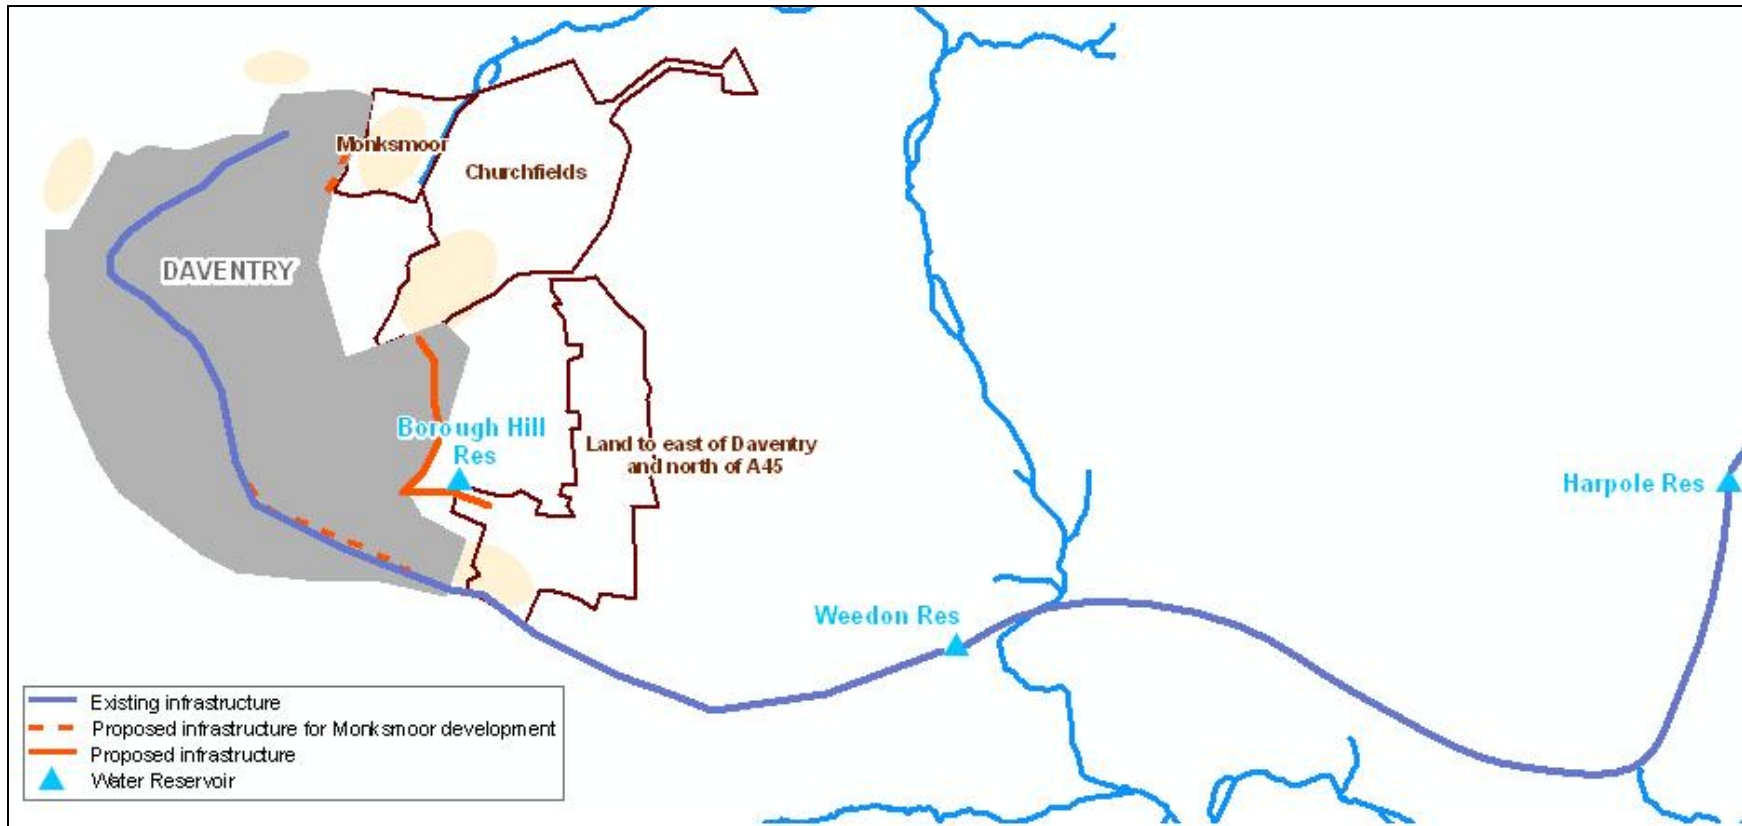 Monksmoor
Churchfields
DAVENTRY
Borough Hill
Res
Land to east of Daventry
and north of A45
Harpole Res
Weedon Res
Existing infrastructure
Proposed infrastructure for Monksmoor development
Proposed infrastructure
Water Reservoir